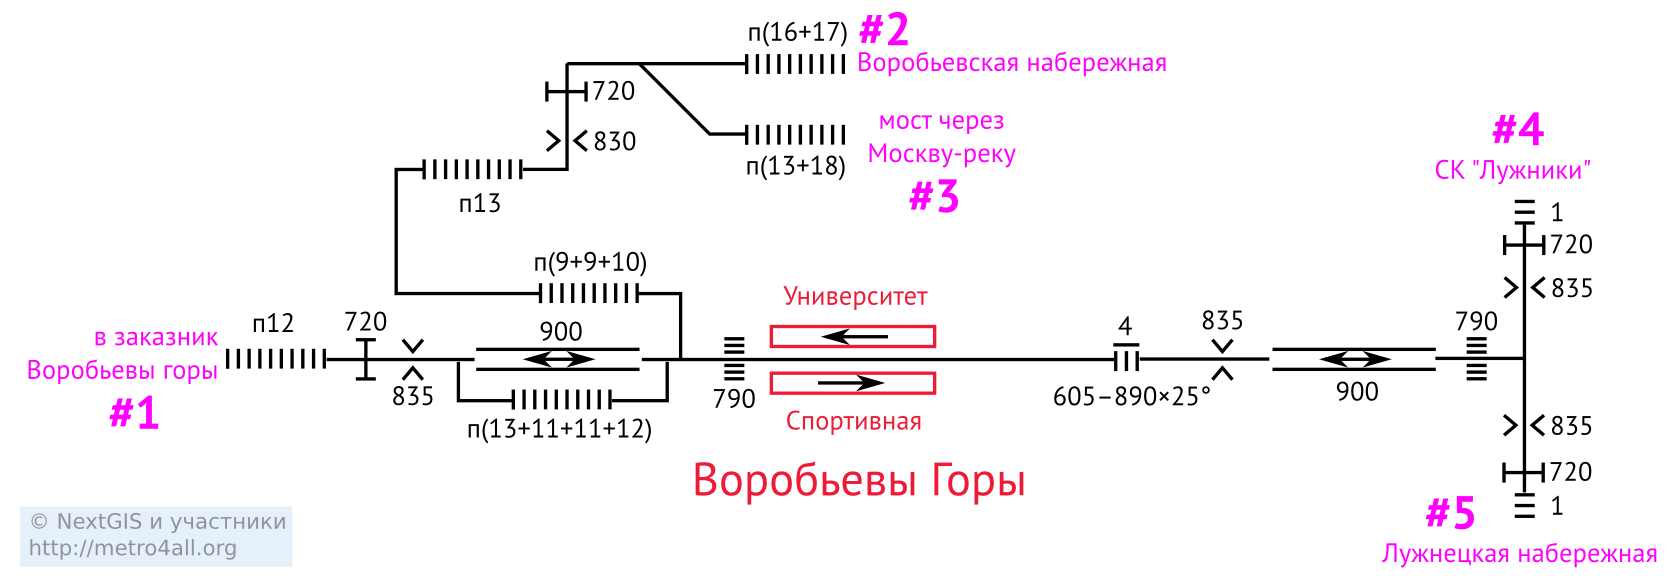 п(16+17)
#2
Воробьевская набережная
720
мост через
Москву-реку
#3
830
п(13+18)
п13
#4
СК "Лужники"
1
720
835
п(9+9+10)
Университет
в заказник
Воробьевы горы
#1
п12
720
900
835
790
п(13+11+11+12)
Спортивная
4
605–890×25°
835
900
790
Воробьевы Горы
835
720
1
#5
Лужнецкая набережная
© NextGIS и участники
http://metro4all.org